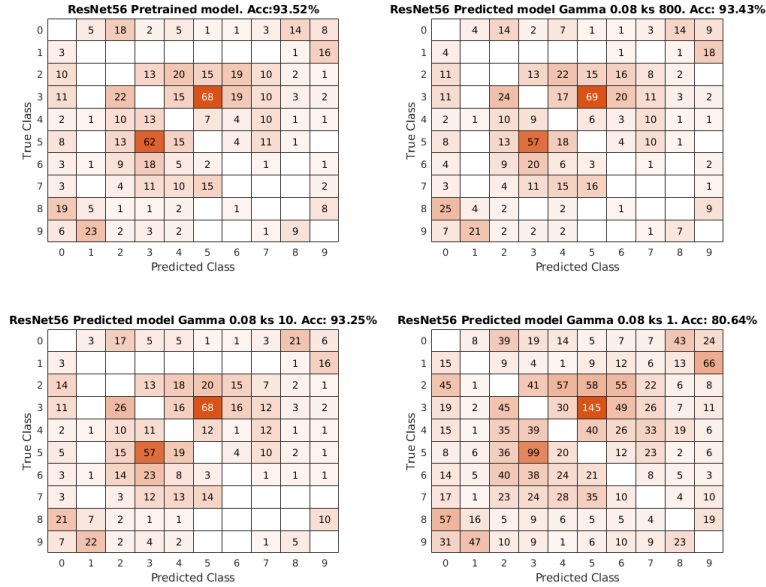 ResNet56 Pretrained model. Acc:93.52%
True Class
0 5 18 2 5 1 1 3 14 8
1 3 1 16
2 10 13 20 15 19 10 2 1
3 11 22 15 68 19 10 3 2
4 2 1 10 13 7 4 10 1 1
5 8 13 62 15 4 11 1
6 3 1 9 18 5 2 1 1
7 3 4 11 10 15 2
8 19 5 1 1 2 1 8
9 6 23 2 3 2 1 9
0 1 2 3 4 5 6 7 8 9
Predicted Class
ResNet56 Predicted model Gamma 0.08 ks 800. Acc: 93.43%
True Class
0 4 14 2 7 1 1 3 14 9
1 4 1 1 18
2 11 13 22 15 16 8 2
3 11 24 17 69 20 11 3 2
4 2 1 10 9 6 3 10 1 1
5 8 13 57 18 4 10 1
6 4 9 20 6 3 1 2
7 3 4 11 15 16 1
8 25 4 2 2 1 9
9 7 21 2 2 2 1 7
0 1 2 3 4 5 6 7 8 9
Predicted Class
ResNet56 Predicted model Gamma 0.08 ks 10. Acc: 93.25%
True Class
0 3 17 5 5 1 1 3 21 6
1 3 1 16
2 14 13 18 20 15 7 2 1
3 11 26 16 68 16 12 3 2
4 2 1 10 11 12 1 12 1 1
5 5 15 57 19 4 10 2 1
6 3 1 14 23 8 3 1 1 1
7 3 3 12 13 14
8 21 7 2 1 1 10
9 7 22 2 4 2 1 5
0 1 2 3 4 5 6 7 8 9
Predicted Class
ResNet56 Predicted model Gamma 0.08 ks 1. Acc: 80.64%
True Class
0 8 39 19 14 5 7 7 43 24
1 15 9 4 1 9 12 6 13 66
2 45 1 41 57 58 55 22 6 8
3 19 2 45 30 145 49 26 7 11
4 15 1 35 39 40 26 33 19 6
5 8 6 36 99 20 12 23 2 6
6 14 5 40 38 24 21 8 5 3
7 17 1 23 24 28 35 10 4 10
8 57 16 5 9 6 5 5 4 19
9 31 47 10 9 1 6 10 9 23
0 1 2 3 4 5 6 7 8 9
Predicted Class